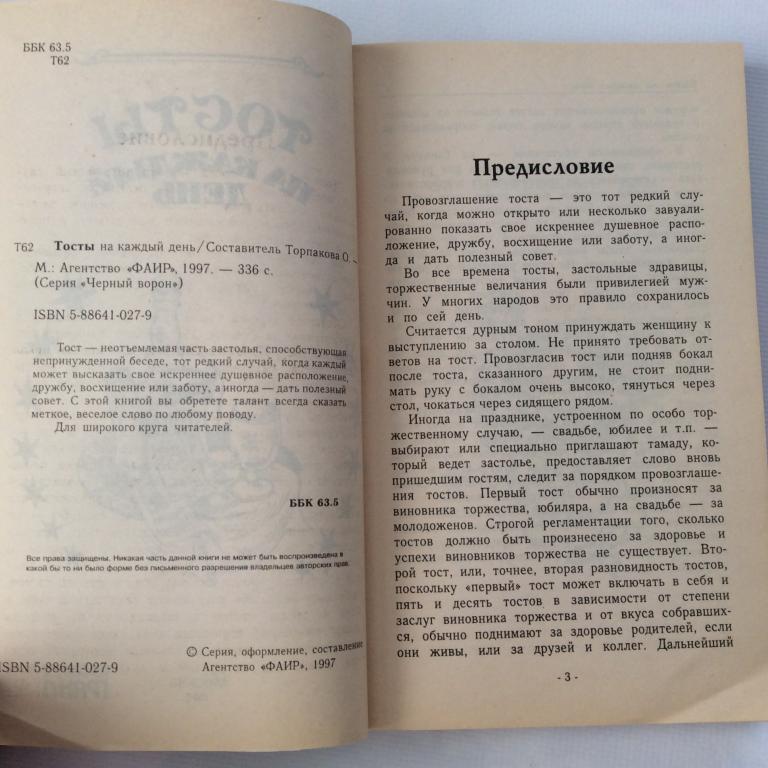 ББК 63.5
Т62
Т62 Тосты на каждый день/Составитель Торпакова О. –
М.: Агентство «ФАИР», 1997. — 336 с.
(Серия «Черный ворон»)
ISBN 5-88641-027-9
Тост — неотъемлемая часть застолья, способствующая
непринужденной беседе, тот редкий случай, когда каждый
может высказать свое искреннее душевное расположение,
дружбу, восхищение или заботу, а иногда — дать полезный
совет. С этой книгой вы обретете талант всегда сказать
меткое, веселое слово по любому поводу.
Для широкого круга читателей.
ББК 63.5
Все права защищены. Никакая часть данной книги не может быть воспроизведена в
какой бы то ни было форме без письменного разрешения владельцев авторских прав.
© Серия, оформление, составление
Агентство «ФАИР», 1997
ISBN 5-88641-027-9
Предисловие
Провозглашение тоста — это тот редкий слу-
чай, когда можно открыто или несколько завуали-
рованно показать свое искреннее душевное распо-
ложение, дружбу, восхищение или заботу, а иног-
да и дать полезный совет.
Во все времена тосты, застольные здравицы,
торжественные величания были привилегией муж-
чин. У многих народов это правило сохранилось
и по сей день.
Считается дурным тоном принуждать женщину к
выступлению за столом. Не принято требовать от-
ветов на тост. Провозгласив тост или подняв бокал
после тоста, сказанного другим, не стоит подни-
мать руку с бокалом очень высоко, тянуться через
стол, чокаться через сидящего рядом.
Иногда на празднике, устроенном по особо тор-
жественному случаю, — свадьбе, юбилее и т.п. —
выбирают или специально приглашают тамаду, ко-
торый ведет застолье, предоставляет слово вновь
пришедшим гостям, следит за порядком провозглаше-
ния тостов. Первый тост обычно произносят за
виновника торжества, юбиляра, а на свадьбе — за
молодоженов. Строгой регламентации того, сколько
тостов должно быть произнесено за здоровье и
успехи виновников торжества не существует. Вто-
рой тост, или, точнее, вторая разновидность тостов,
поскольку «первый» тост может включать в себя и
пять и десять тостов в зависимости от степени
заслуг виновника торжества и от вкуса собравших-
ся, обычно поднимают за здоровье родителей, если
они живы, или за друзей и коллег. Дальнейший
- 3 -